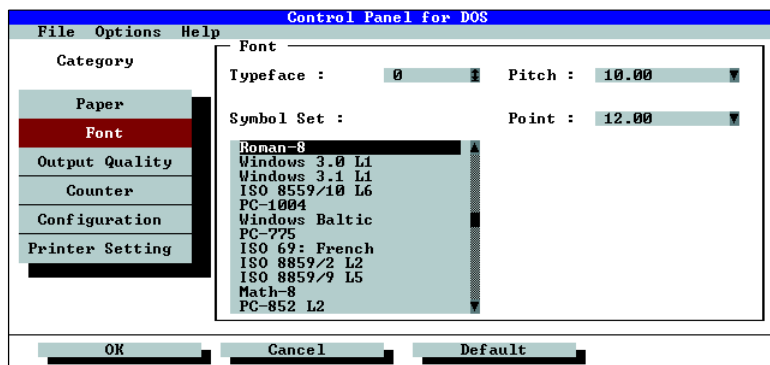 Control Panel for DOS
File Options Help
Category
Paper
Font
Output Quality
Counter
Configuration
Printer Setting
Font
Typeface : 0 Pitch : 10.00
Symbol Set : Point : 12.00
Roman-8
Windows 3.0 L1
Windows 3.1 L1
ISO 8559/10 L6
PC-1004
Windows Baltic
PC-775
ISO 69: French
ISO 8859/2 L2
ISO 8859/9 L5
Math-8
PC-852 L2
OK Cancel Default